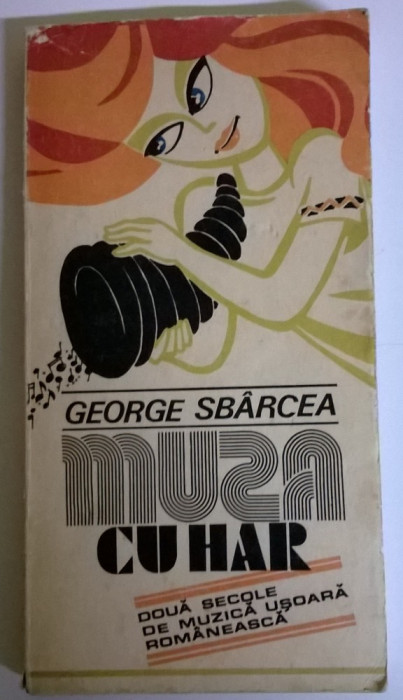 GEORGE SBÂRCEA
MUZA
CU HAR
DOUĂ SECOLE
DE MUZICĂ UȘOARĂ
ROMÂNEASCĂ